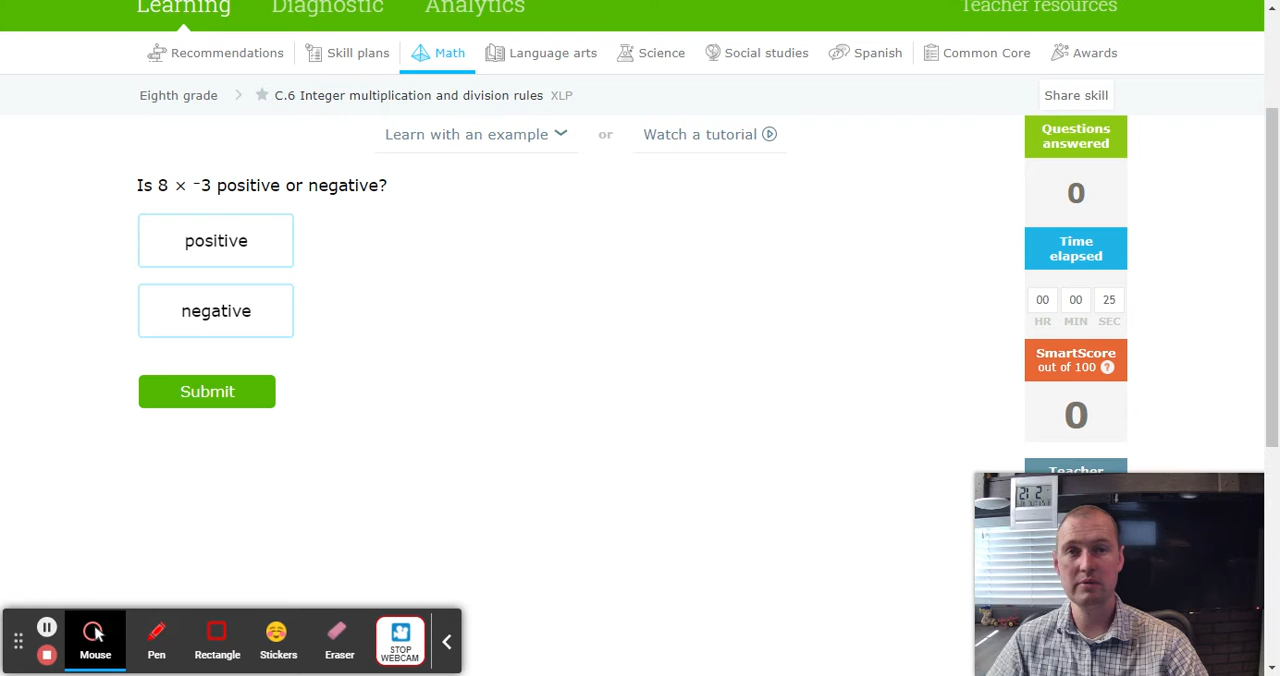 Learning Diagnostic Analytics Teacher resources
Recommendations Skill plans Math Language arts Science Social studies Spanish Common Core Awards
Eighth grade > C.6 Integer multiplication and division rules XLP Share skill
Learn with an example or Watch a tutorial
Questions answered
0
Is 8 × ⁻3 positive or negative?
positive
negative
Submit
Time elapsed
00 00 25
HR MIN SEC
SmartScore
out of 100 ?
0
Teacher
Mouse Pen Rectangle Stickers Eraser STOP WEBCAM